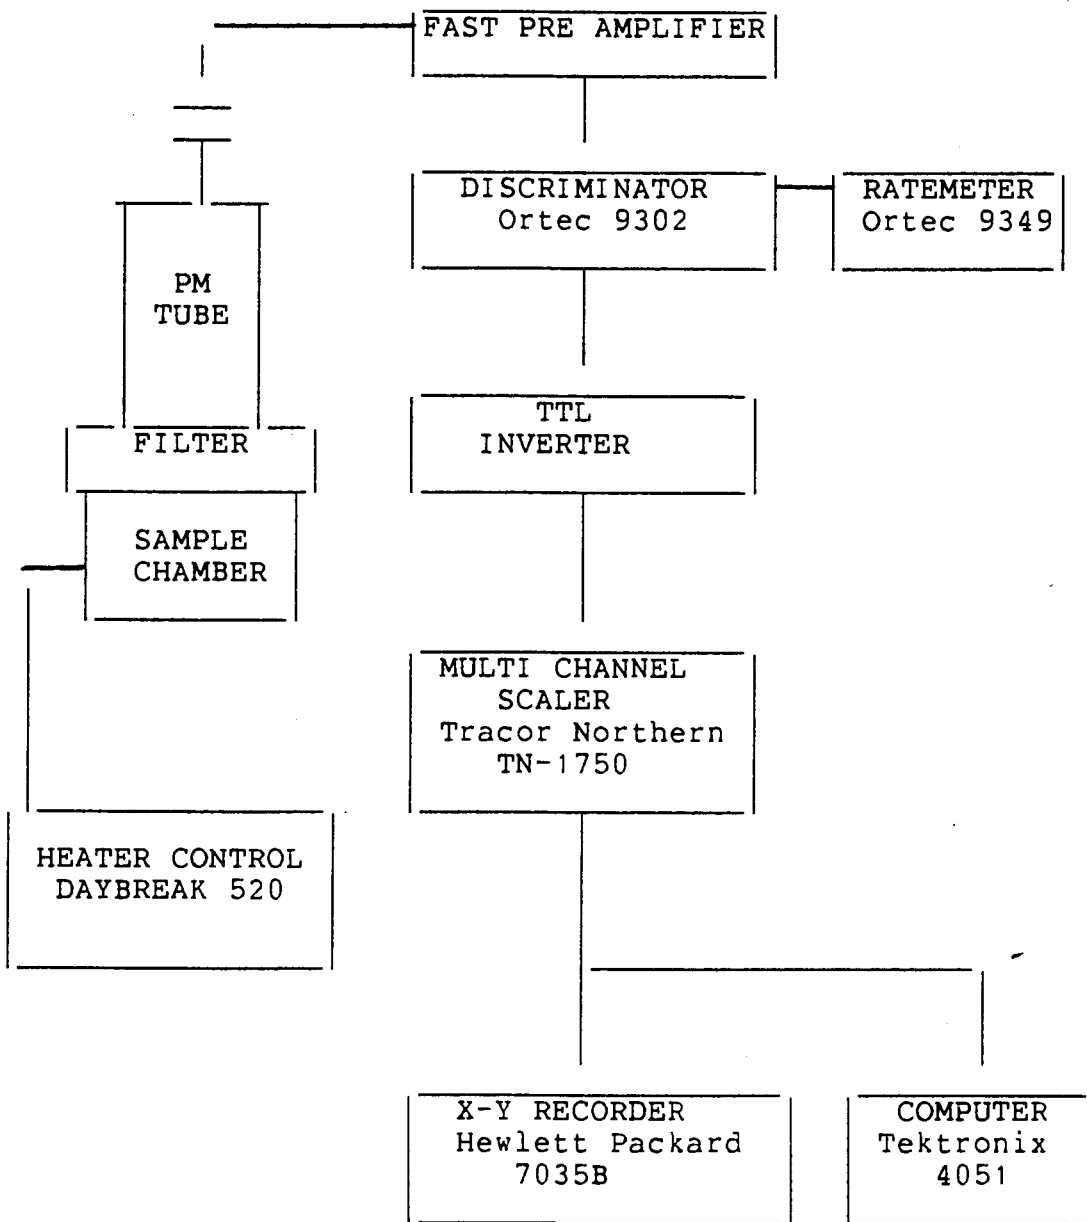 FAST PRE AMPLIFIER
DISCRIMINATOR
Ortec 9302
RATEMETER
Ortec 9349
PM
TUBE
TTL
INVERTER
FILTER
SAMPLE
CHAMBER
MULTI CHANNEL
SCALER
Tracor Northern
TN-1750
HEATER CONTROL
DAYBREAK 520
X-Y RECORDER
Hewlett Packard
7035B
COMPUTER
Tektronix
4051